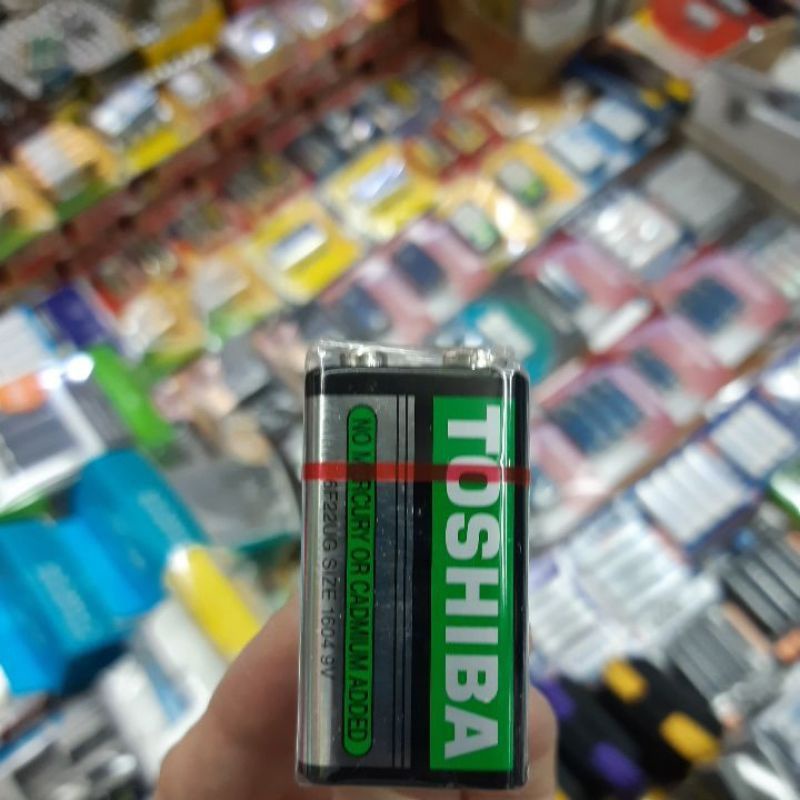 TOSHIBA
NO MERCURY OR CADMIUM ADDED
6F22UG SIZE 1604 9V